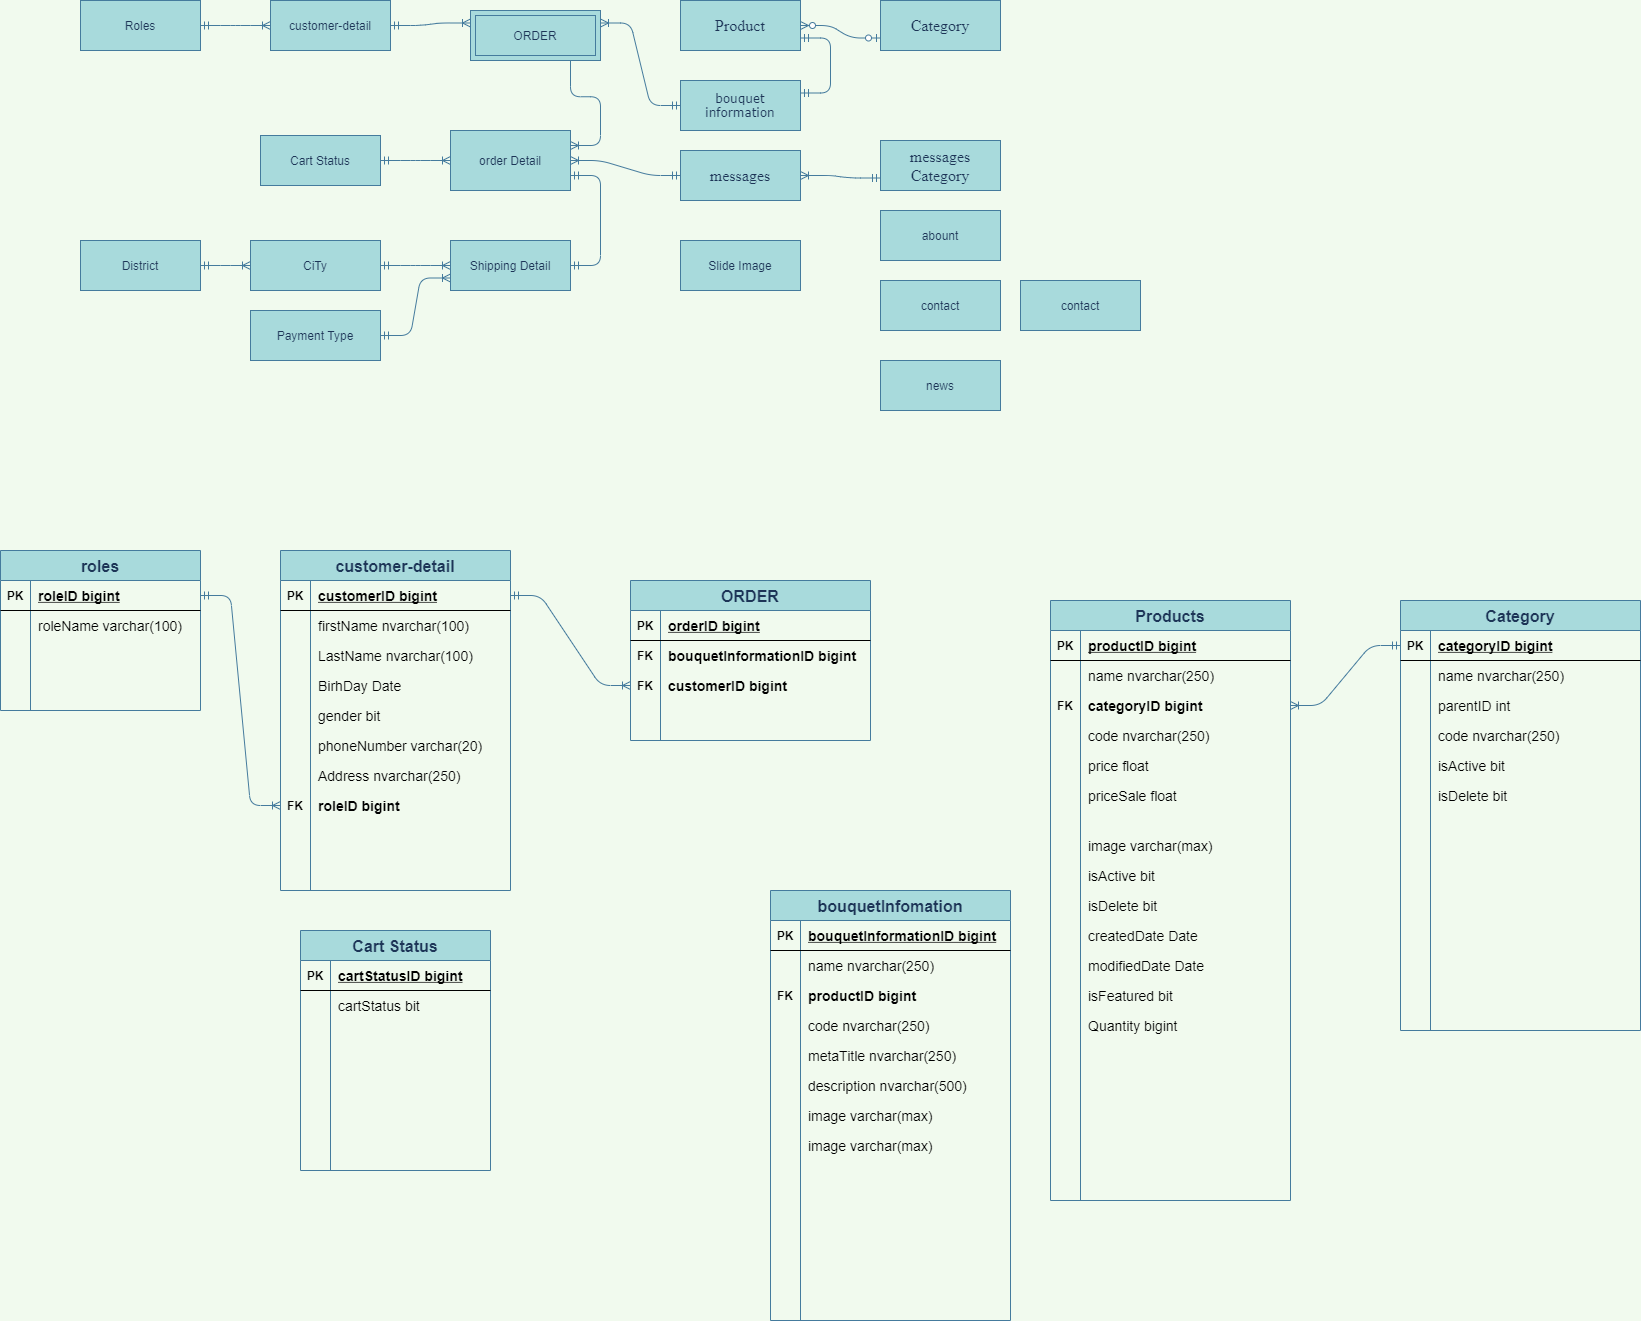 Roles
customer-detail
ORDER
Product
Category
bouquet
information
Cart Status
order Detail
messages
messages
Category
abount
District
CiTy
Shipping Detail
Slide Image
contact
contact
Payment Type
news
roles
PK roleID bigint
roleName varchar(100)
customer-detail
PK customerID bigint
firstName nvarchar(100)
LastName nvarchar(100)
BirhDay Date
gender bit
phoneNumber varchar(20)
Address nvarchar(250)
FK roleID bigint
ORDER
PK orderID bigint
FK bouquetInformationID bigint
FK customerID bigint
Products
PK productID bigint
name nvarchar(250)
FK categoryID bigint
code nvarchar(250)
price float
priceSale float
image varchar(max)
isActive bit
isDelete bit
createdDate Date
modifiedDate Date
isFeatured bit
Quantity bigint
Category
PK categoryID bigint
name nvarchar(250)
parentID int
code nvarchar(250)
isActive bit
isDelete bit
Cart Status
PK cartStatusID bigint
cartStatus bit
bouquetInfomation
PK bouquetInformationID bigint
name nvarchar(250)
FK productID bigint
code nvarchar(250)
metaTitle nvarchar(250)
description nvarchar(500)
image varchar(max)
image varchar(max)